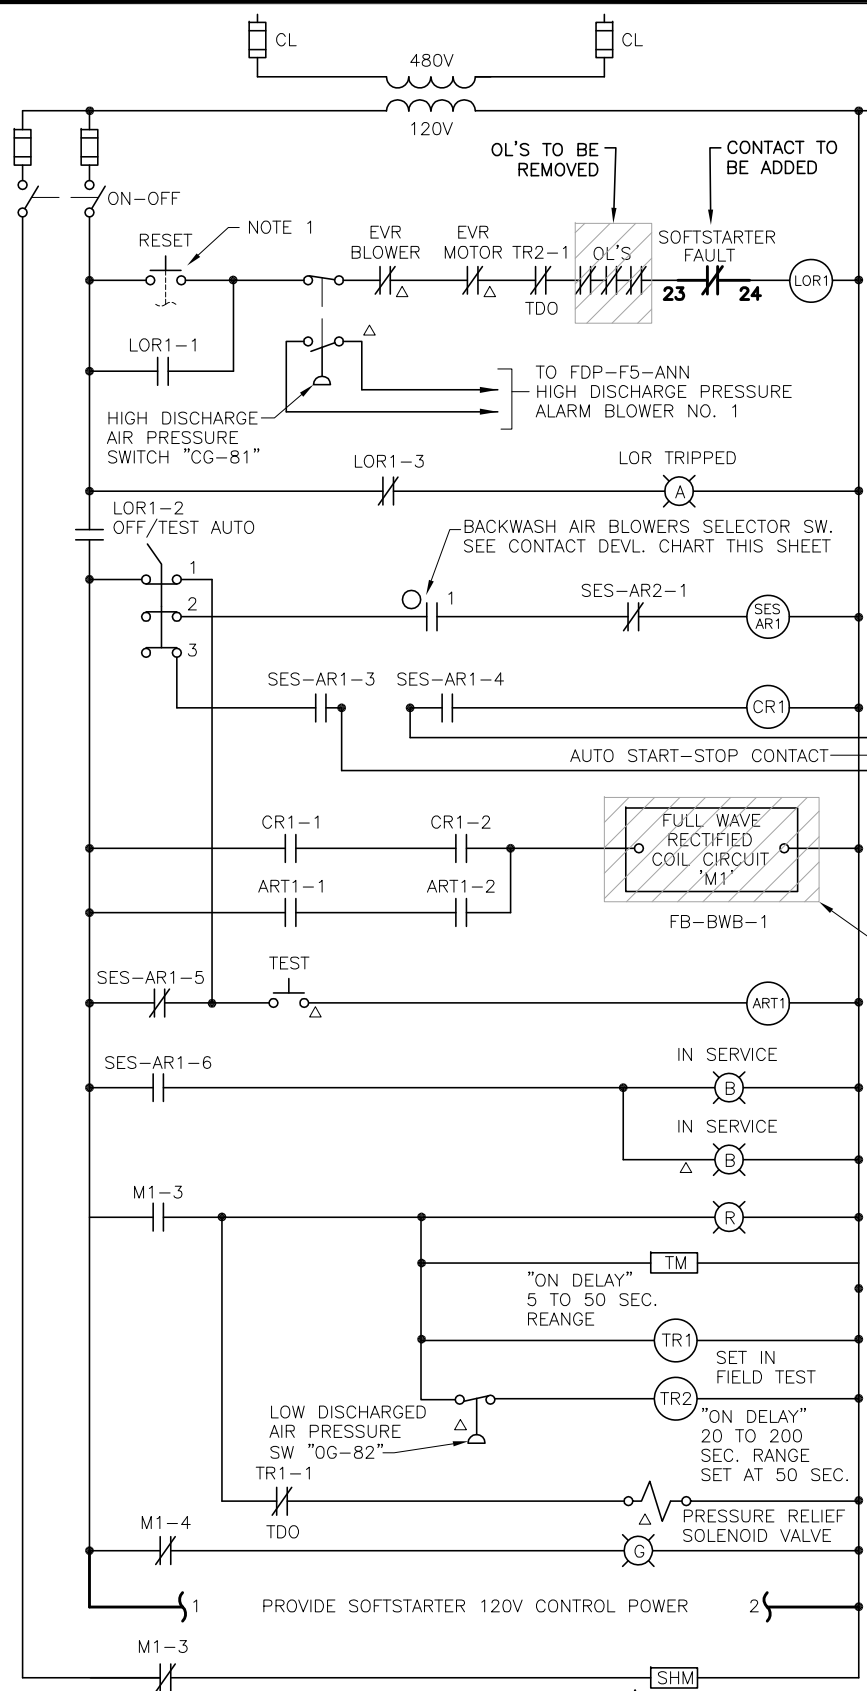 CL
CL
480V
120V
OL'S TO BE
REMOVED
CONTACT TO
BE ADDED
ON-OFF
RESET
NOTE 1
EVR
BLOWER
EVR
MOTOR
TR2-1
TDO
OL'S
SOFTSTARTER
FAULT
23
24
LOR1
LOR1-1
HIGH DISCHARGE
AIR PRESSURE
SWITCH "CG-81"
TO FDP-F5-ANN
HIGH DISCHARGE PRESSURE
ALARM BLOWER NO. 1
LOR1-3
LOR TRIPPED
A
LOR1-2
OFF/TEST AUTO
BACKWASH AIR BLOWERS SELECTOR SW.
SEE CONTACT DEVL. CHART THIS SHEET
1
2
3
1
SES-AR2-1
SES
AR1
SES-AR1-3
SES-AR1-4
CR1
AUTO START-STOP CONTACT
CR1-1
CR1-2
FULL WAVE
RECTIFIED
COIL CIRCUIT
'M1'
ART1-1
ART1-2
FB-BWB-1
SES-AR1-5
TEST
ART1
SES-AR1-6
IN SERVICE
B
IN SERVICE
B
M1-3
R
TM
"ON DELAY"
5 TO 50 SEC.
REANGE
TR1
SET IN
FIELD TEST
LOW DISCHARGED
AIR PRESSURE
SW "OG-82"
TR2
"ON DELAY"
20 TO 200
SEC. RANGE
SET AT 50 SEC.
TR1-1
TDO
PRESSURE RELIEF
SOLENOID VALVE
M1-4
G
1
PROVIDE SOFTSTARTER 120V CONTROL POWER
2
M1-3
SHM